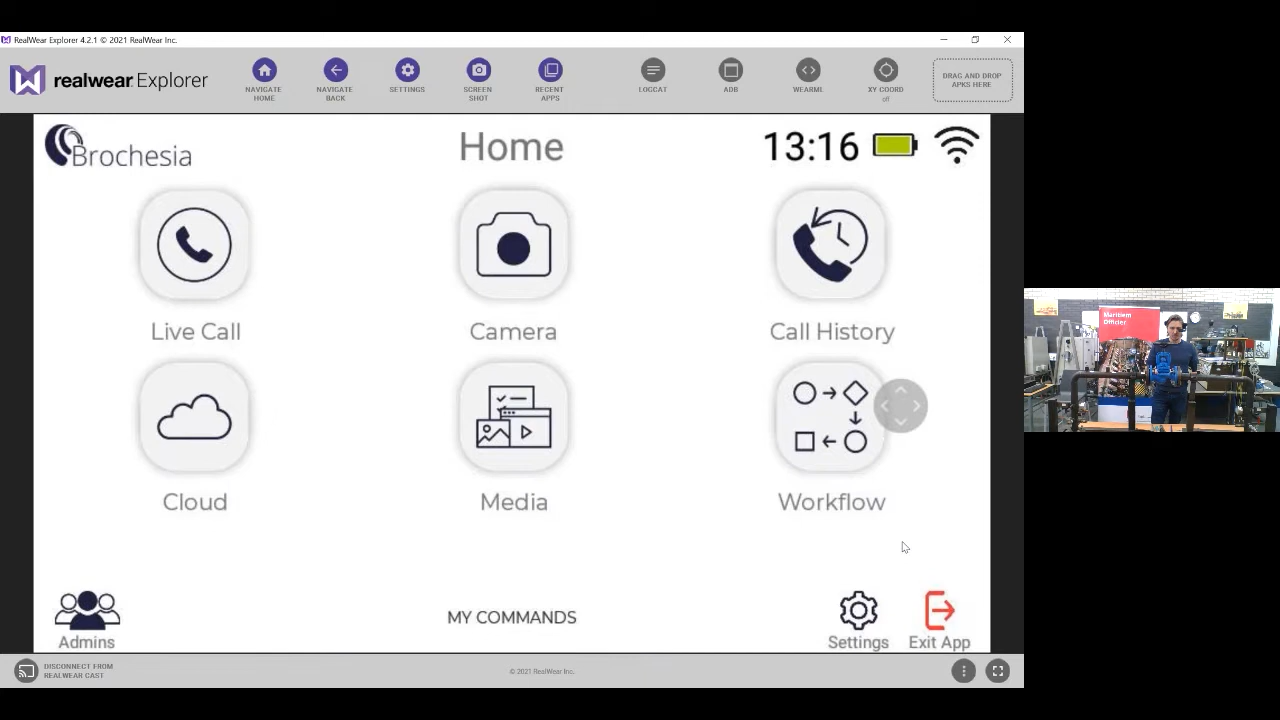 RealWear Explorer 4.2.1 © 2021 RealWear Inc.
realwear Explorer
NAVIGATE
HOME
NAVIGATE
BACK
SETTINGS
SCREEN
SHOT
RECENT
APPS
LOGCAT
ADB
WEARML
XY COORD
off
DRAG AND DROP
APKS HERE
Brochesia
Home
13:16
Live Call
Camera
Call History
Cloud
Media
Workflow
Admins
MY COMMANDS
Settings
Exit App
DISCONNECT FROM
REALWEAR CAST
© 2021 RealWear Inc.
Maritiem
Officier